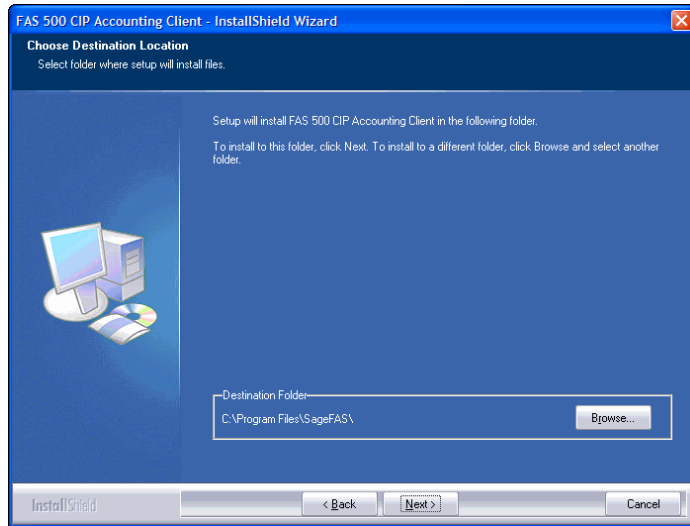 FAS 500 CIP Accounting Client - InstallShield Wizard
Choose Destination Location
Select folder where setup will install files.
Setup will install FAS 500 CIP Accounting Client in the following folder.
To install to this folder, click Next. To install to a different folder, click Browse and select another
folder.
Destination Folder
C:\Program Files\SageFAS\
Browse...
InstallShield
< Back
Next >
Cancel